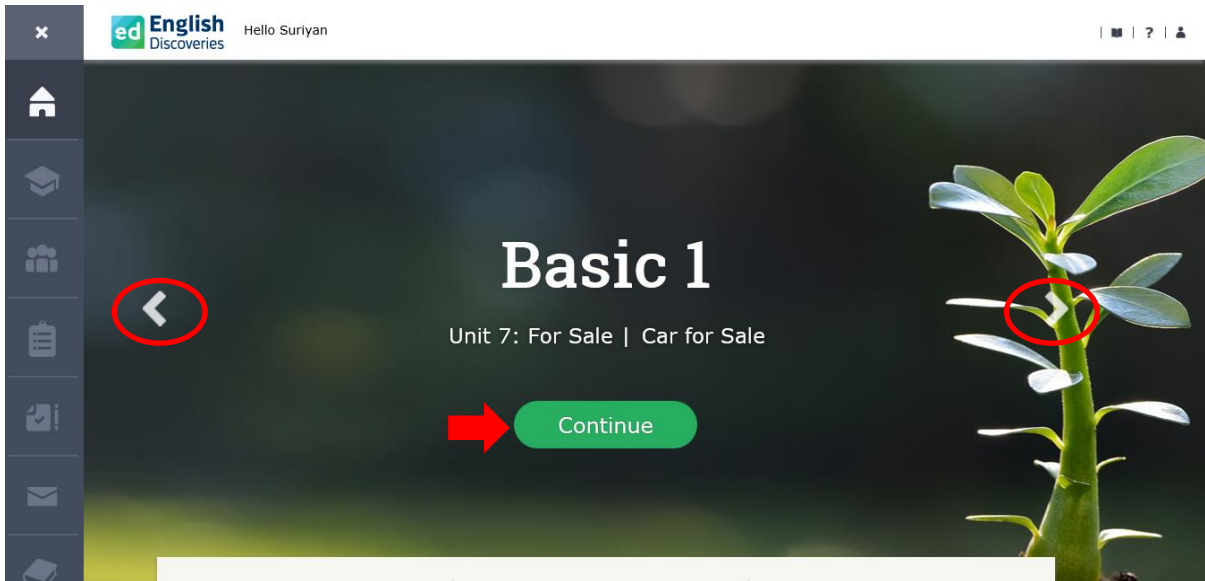 ed English
Discoveries
Hello Suriyan
?
Basic 1
Unit 7: For Sale | Car for Sale
Continue